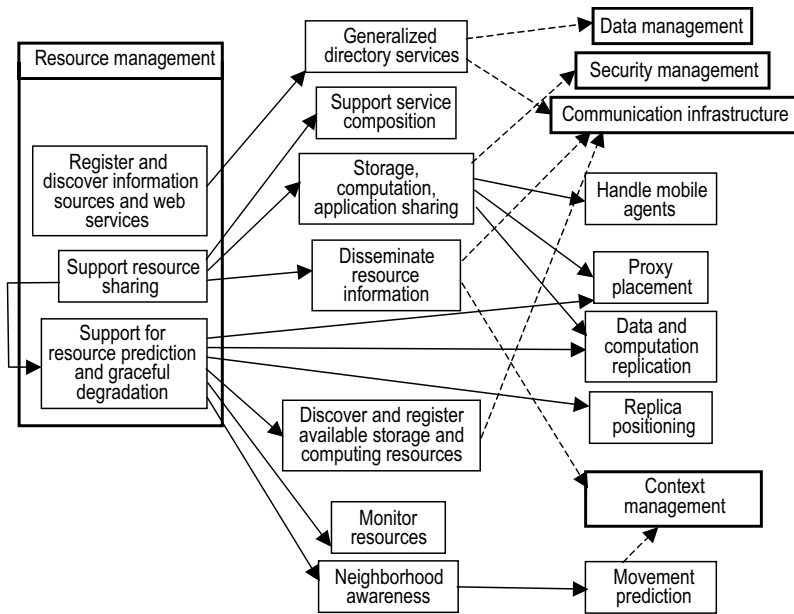 Resource management
Register and
discover information
sources and web
services
Support resource
sharing
Support for
resource prediction
and graceful
degradation
Generalized
directory services
Support service
composition
Storage,
computation,
application sharing
Disseminate
resource
information
Discover and register
available storage and
computing resources
Monitor
resources
Neighborhood
awareness
Data management
Security management
Communication infrastructure
Handle mobile
agents
Proxy
placement
Data and
computation
replication
Replica
positioning
Context
management
Movement
prediction